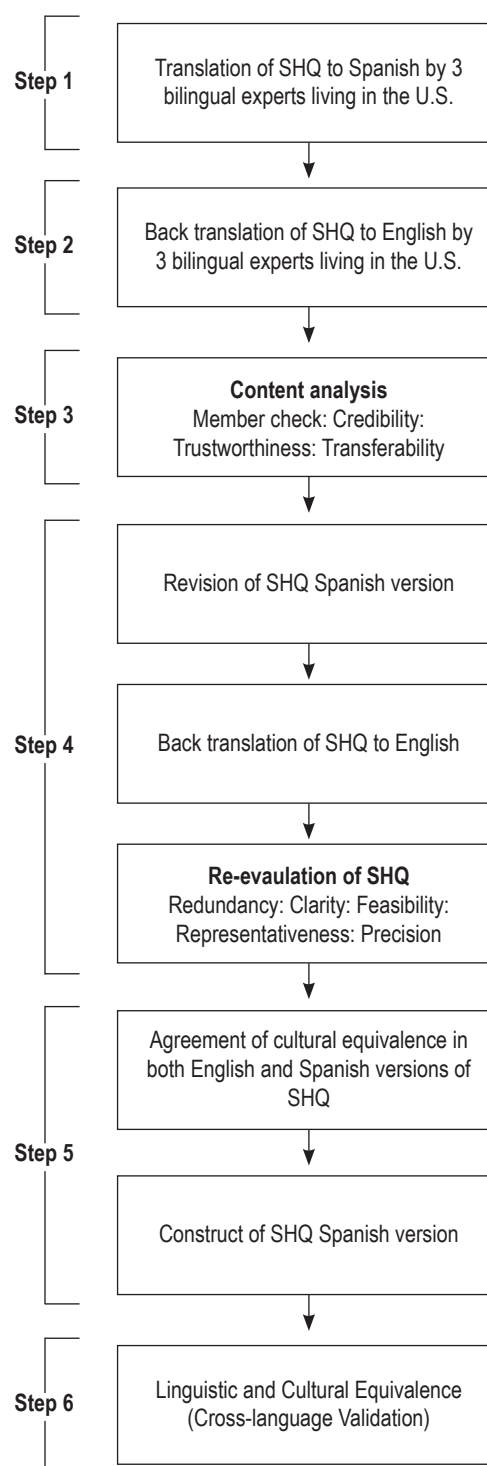 Step 1
Translation of SHQ to Spanish by 3
bilingual experts living in the U.S.
Step 2
Back translation of SHQ to English by
3 bilingual experts living in the U.S.
Step 3
Content analysis
Member check: Credibility:
Trustworthiness: Transferability
Step 4
Revision of SHQ Spanish version
Back translation of SHQ to English
Re-evaulation of SHQ
Redundancy: Clarity: Feasibility:
Representativeness: Precision
Step 5
Agreement of cultural equivalence in
both English and Spanish versions of
SHQ
Construct of SHQ Spanish version
Step 6
Linguistic and Cultural Equivalence
(Cross-language Validation)